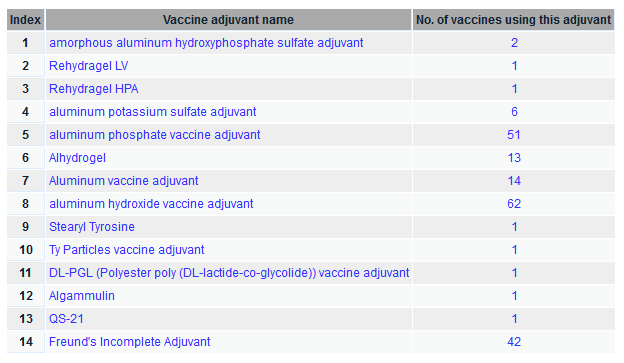 Index Vaccine adjuvant name No. of vaccines using this adjuvant
1 amorphous aluminum hydroxyphosphate sulfate adjuvant 2
2 Rehydragel LV 1
3 Rehydragel HPA 1
4 aluminum potassium sulfate adjuvant 6
5 aluminum phosphate vaccine adjuvant 51
6 Alhydrogel 13
7 Aluminum vaccine adjuvant 14
8 aluminum hydroxide vaccine adjuvant 62
9 Stearyl Tyrosine 1
10 Ty Particles vaccine adjuvant 1
11 DL-PGL (Polyester poly (DL-lactide-co-glycolide)) vaccine adjuvant 1
12 Algammulin 1
13 QS-21 1
14 Freund's Incomplete Adjuvant 42